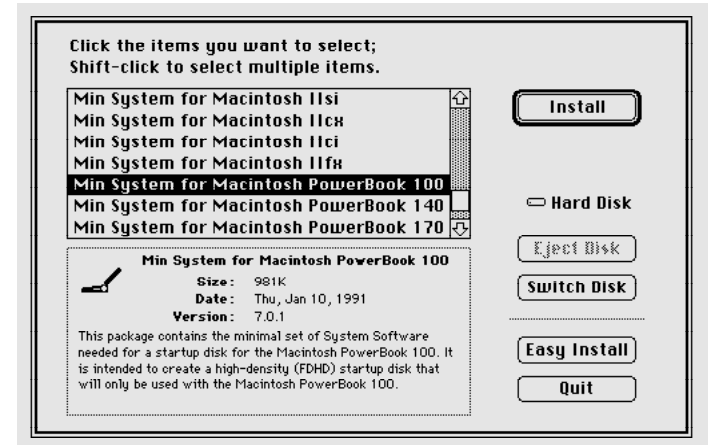 Click the items you want to select;
Shift-click to select multiple items.
Min System for Macintosh IIsi
Min System for Macintosh IIcx
Min System for Macintosh IIci
Min System for Macintosh IIfx
Min System for Macintosh PowerBook 100
Min System for Macintosh PowerBook 140
Min System for Macintosh PowerBook 170
Install
Hard Disk
Eject Disk
Switch Disk
Easy Install
Quit
Min System for Macintosh PowerBook 100
Size: 981K
Date: Thu, Jan 10, 1991
Version: 7.0.1
This package contains the minimal set of System Software
needed for a startup disk for the Macintosh PowerBook 100. It
is intended to create a high-density (FDHD) startup disk that
will only be used with the Macintosh PowerBook 100.